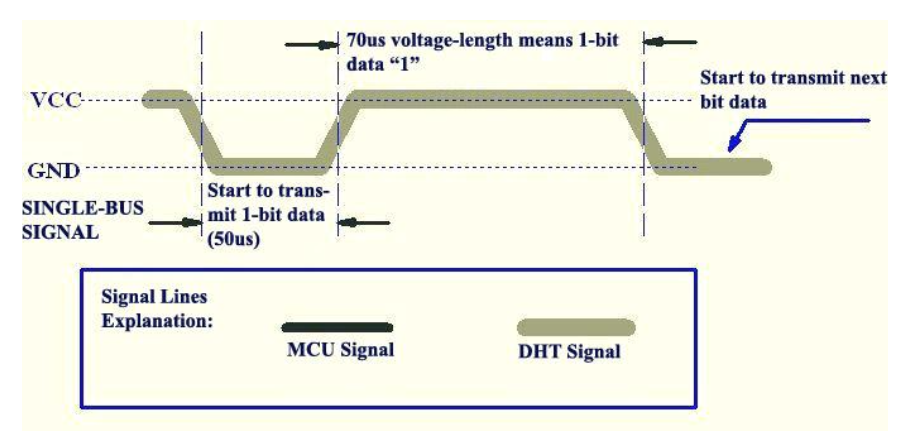 70us voltage-length means 1-bit
data “1”
Start to transmit next
bit data
VCC
GND
SINGLE-BUS
SIGNAL
Start to trans-
mit 1-bit data
(50us)
Signal Lines
Explanation:
MCU Signal
DHT Signal